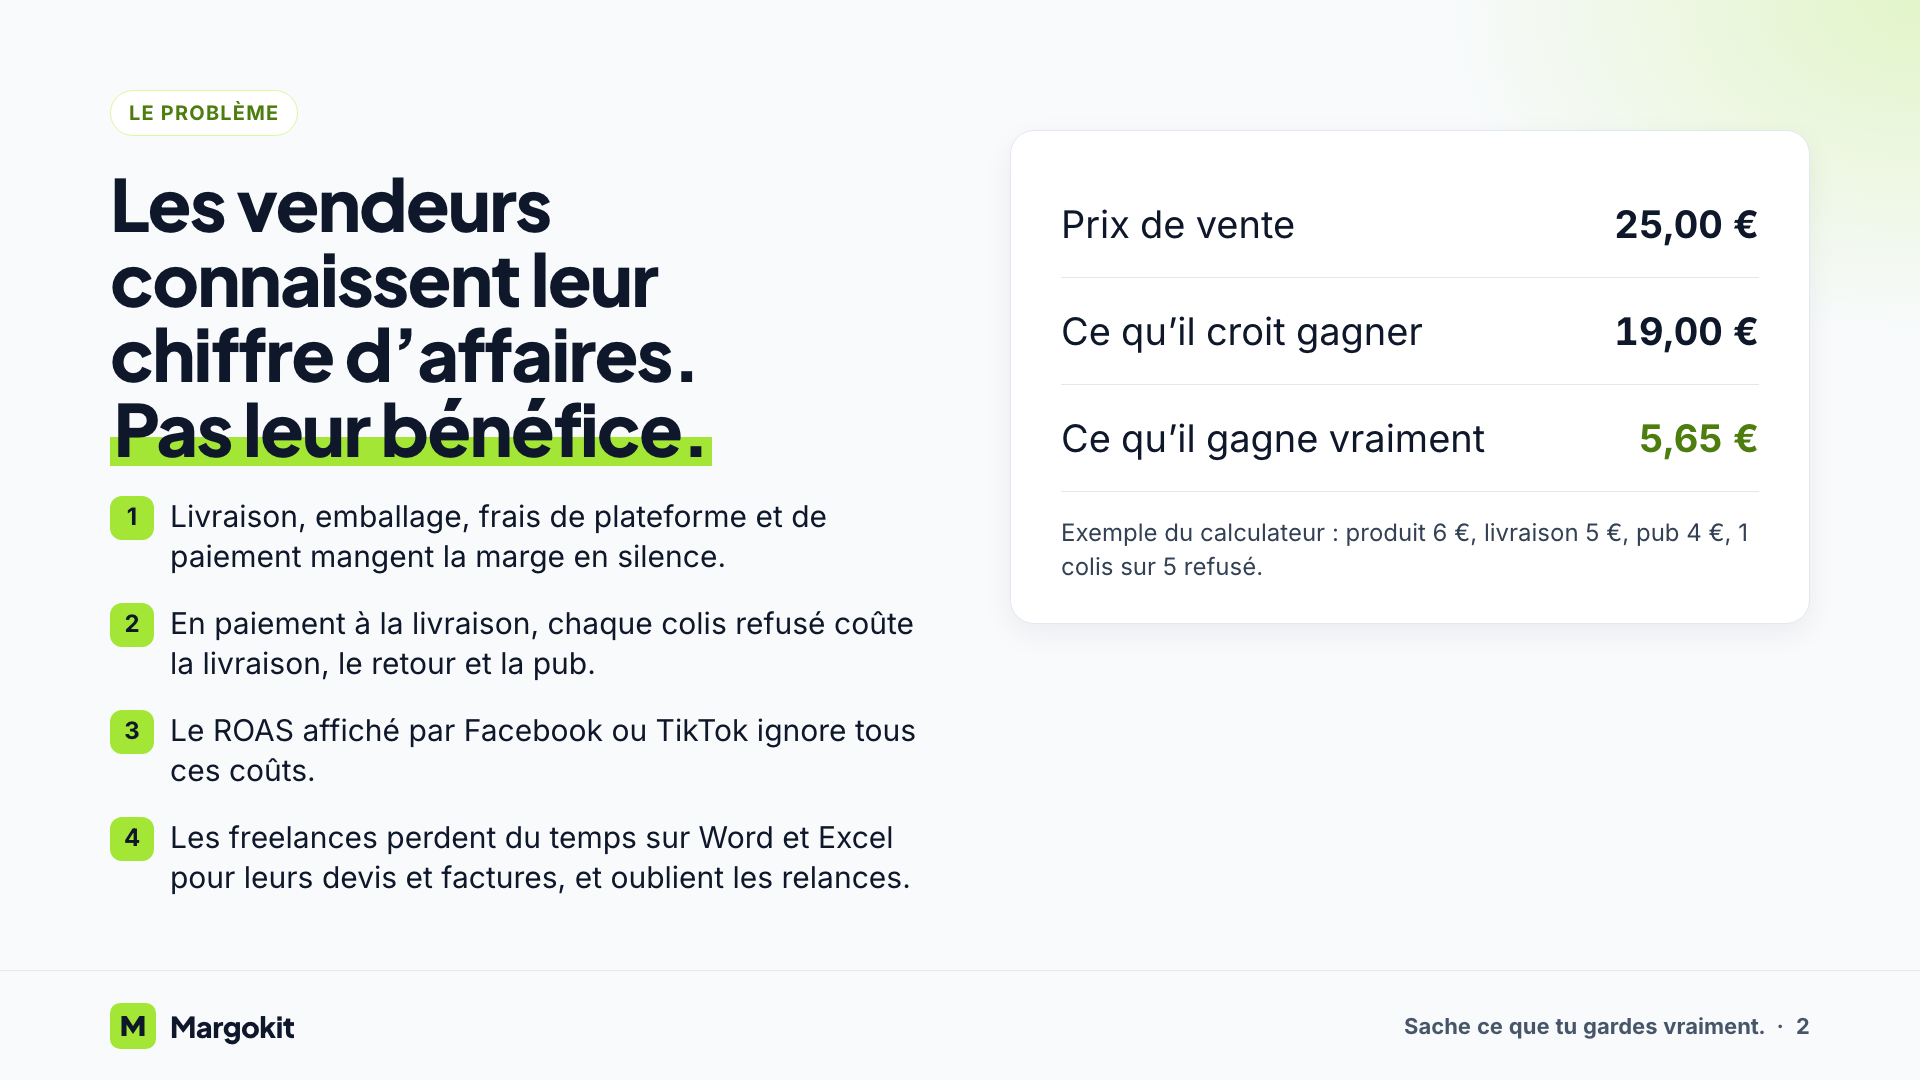 LE PROBLÈME
Les vendeurs
connaissent leur
chiffre d’affaires.
Pas leur bénéfice.
1 Livraison, emballage, frais de plateforme et de
paiement mangent la marge en silence.
2 En paiement à la livraison, chaque colis refusé coûte
la livraison, le retour et la pub.
3 Le ROAS affiché par Facebook ou TikTok ignore tous
ces coûts.
4 Les freelances perdent du temps sur Word et Excel
pour leurs devis et factures, et oublient les relances.
Prix de vente 25,00 €
Ce qu’il croit gagner 19,00 €
Ce qu’il gagne vraiment 5,65 €
Exemple du calculateur : produit 6 €, livraison 5 €, pub 4 €, 1
colis sur 5 refusé.
M Margokit
Sache ce que tu gardes vraiment. · 2